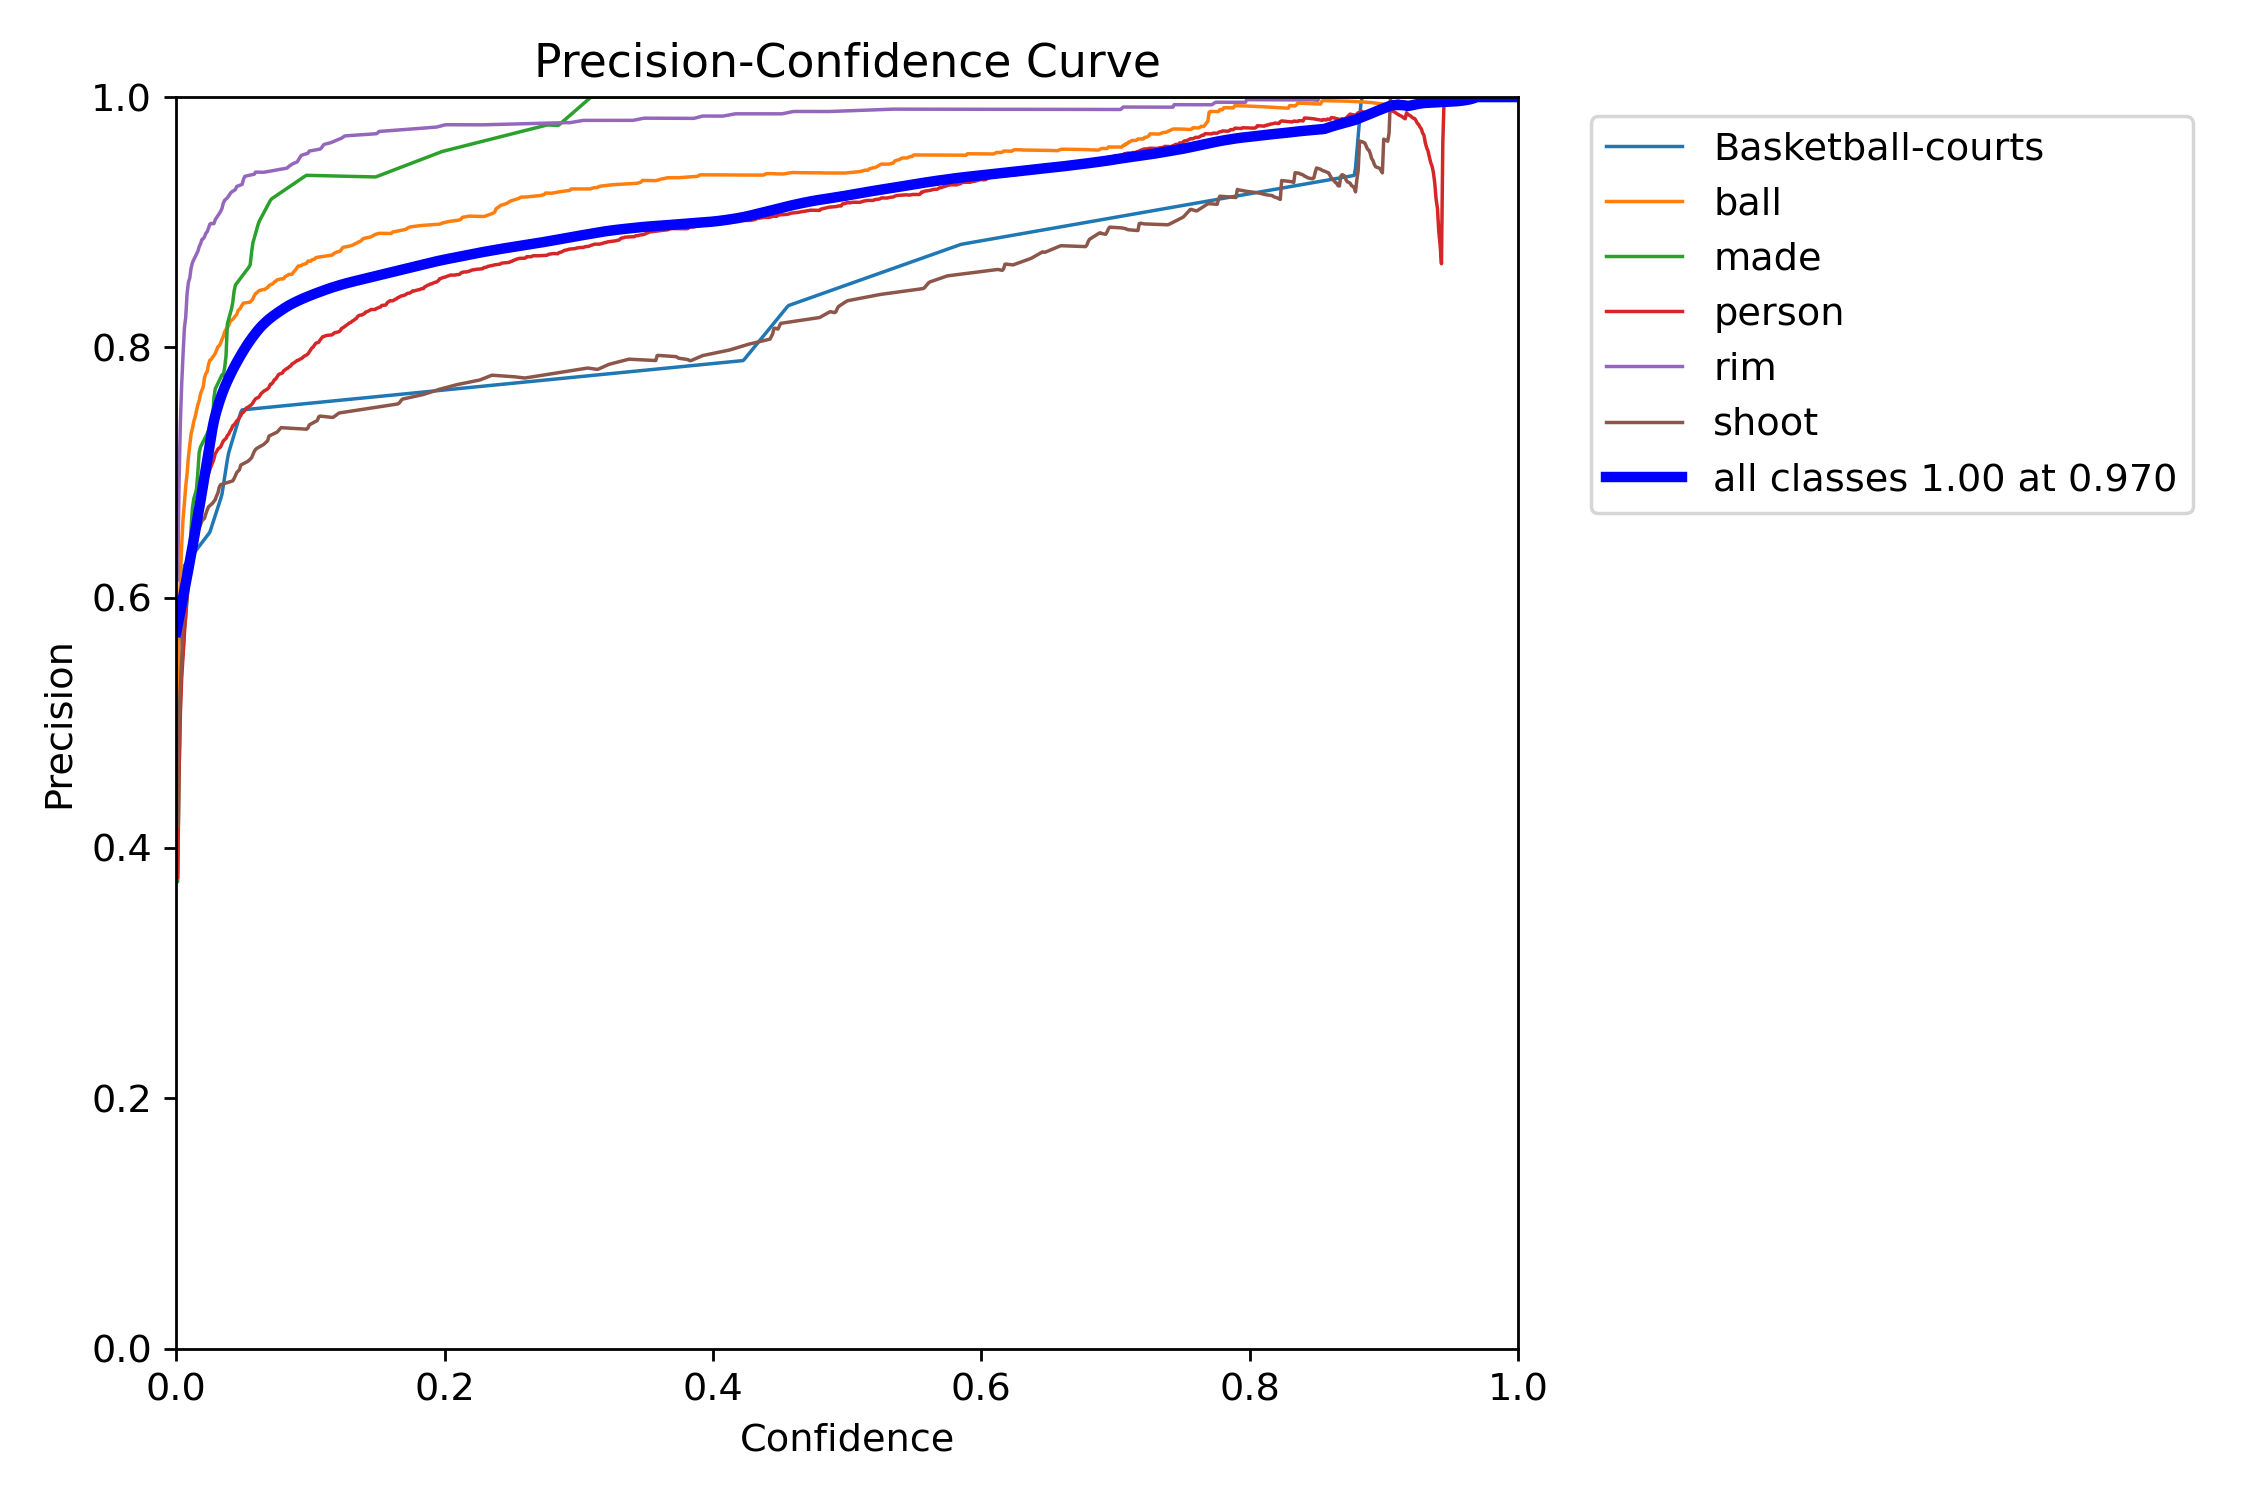 Precision-Confidence Curve
1.0
0.8
0.6
0.4
0.2
0.0
Precision
0.0 0.2 0.4 0.6 0.8 1.0
Confidence
Basketball-courts
ball
made
person
rim
shoot
all classes 1.00 at 0.970